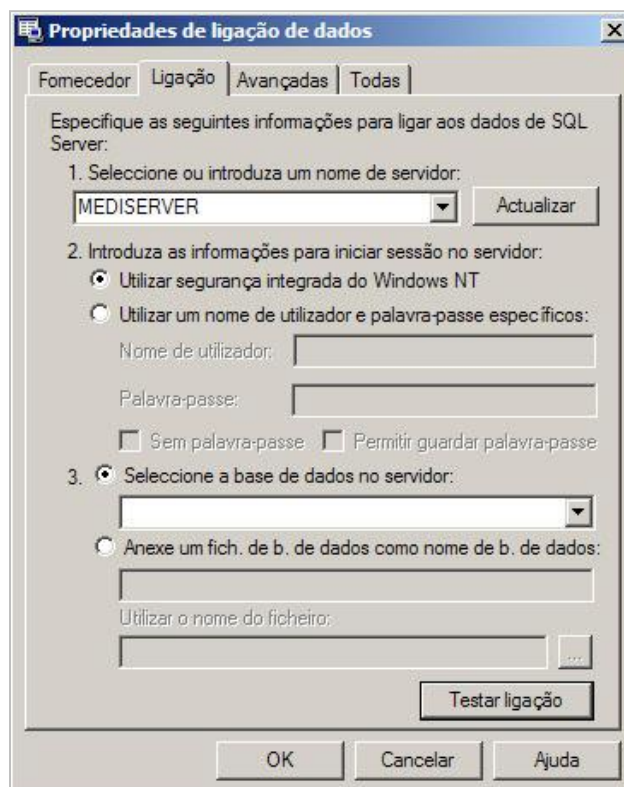 Propriedades de ligação de dados
Fornecedor Ligação Avançadas Todas
Especifique as seguintes informações para ligar aos dados de SQL
Server:
1. Seleccione ou introduza um nome de servidor:
MEDISERVER Actualizar
2. Introduza as informações para iniciar sessão no servidor:
Utilizar segurança integrada do Windows NT
Utilizar um nome de utilizador e palavra-passe específicos:
Nome de utilizador:
Palavra-passe:
Sem palavra-passe Permitir guardar palavra-passe
3. Seleccione a base de dados no servidor:
Anexe um fich. de b. de dados como nome de b. de dados:
Utilizar o nome do ficheiro:
...
Testar ligação
OK Cancelar Ajuda